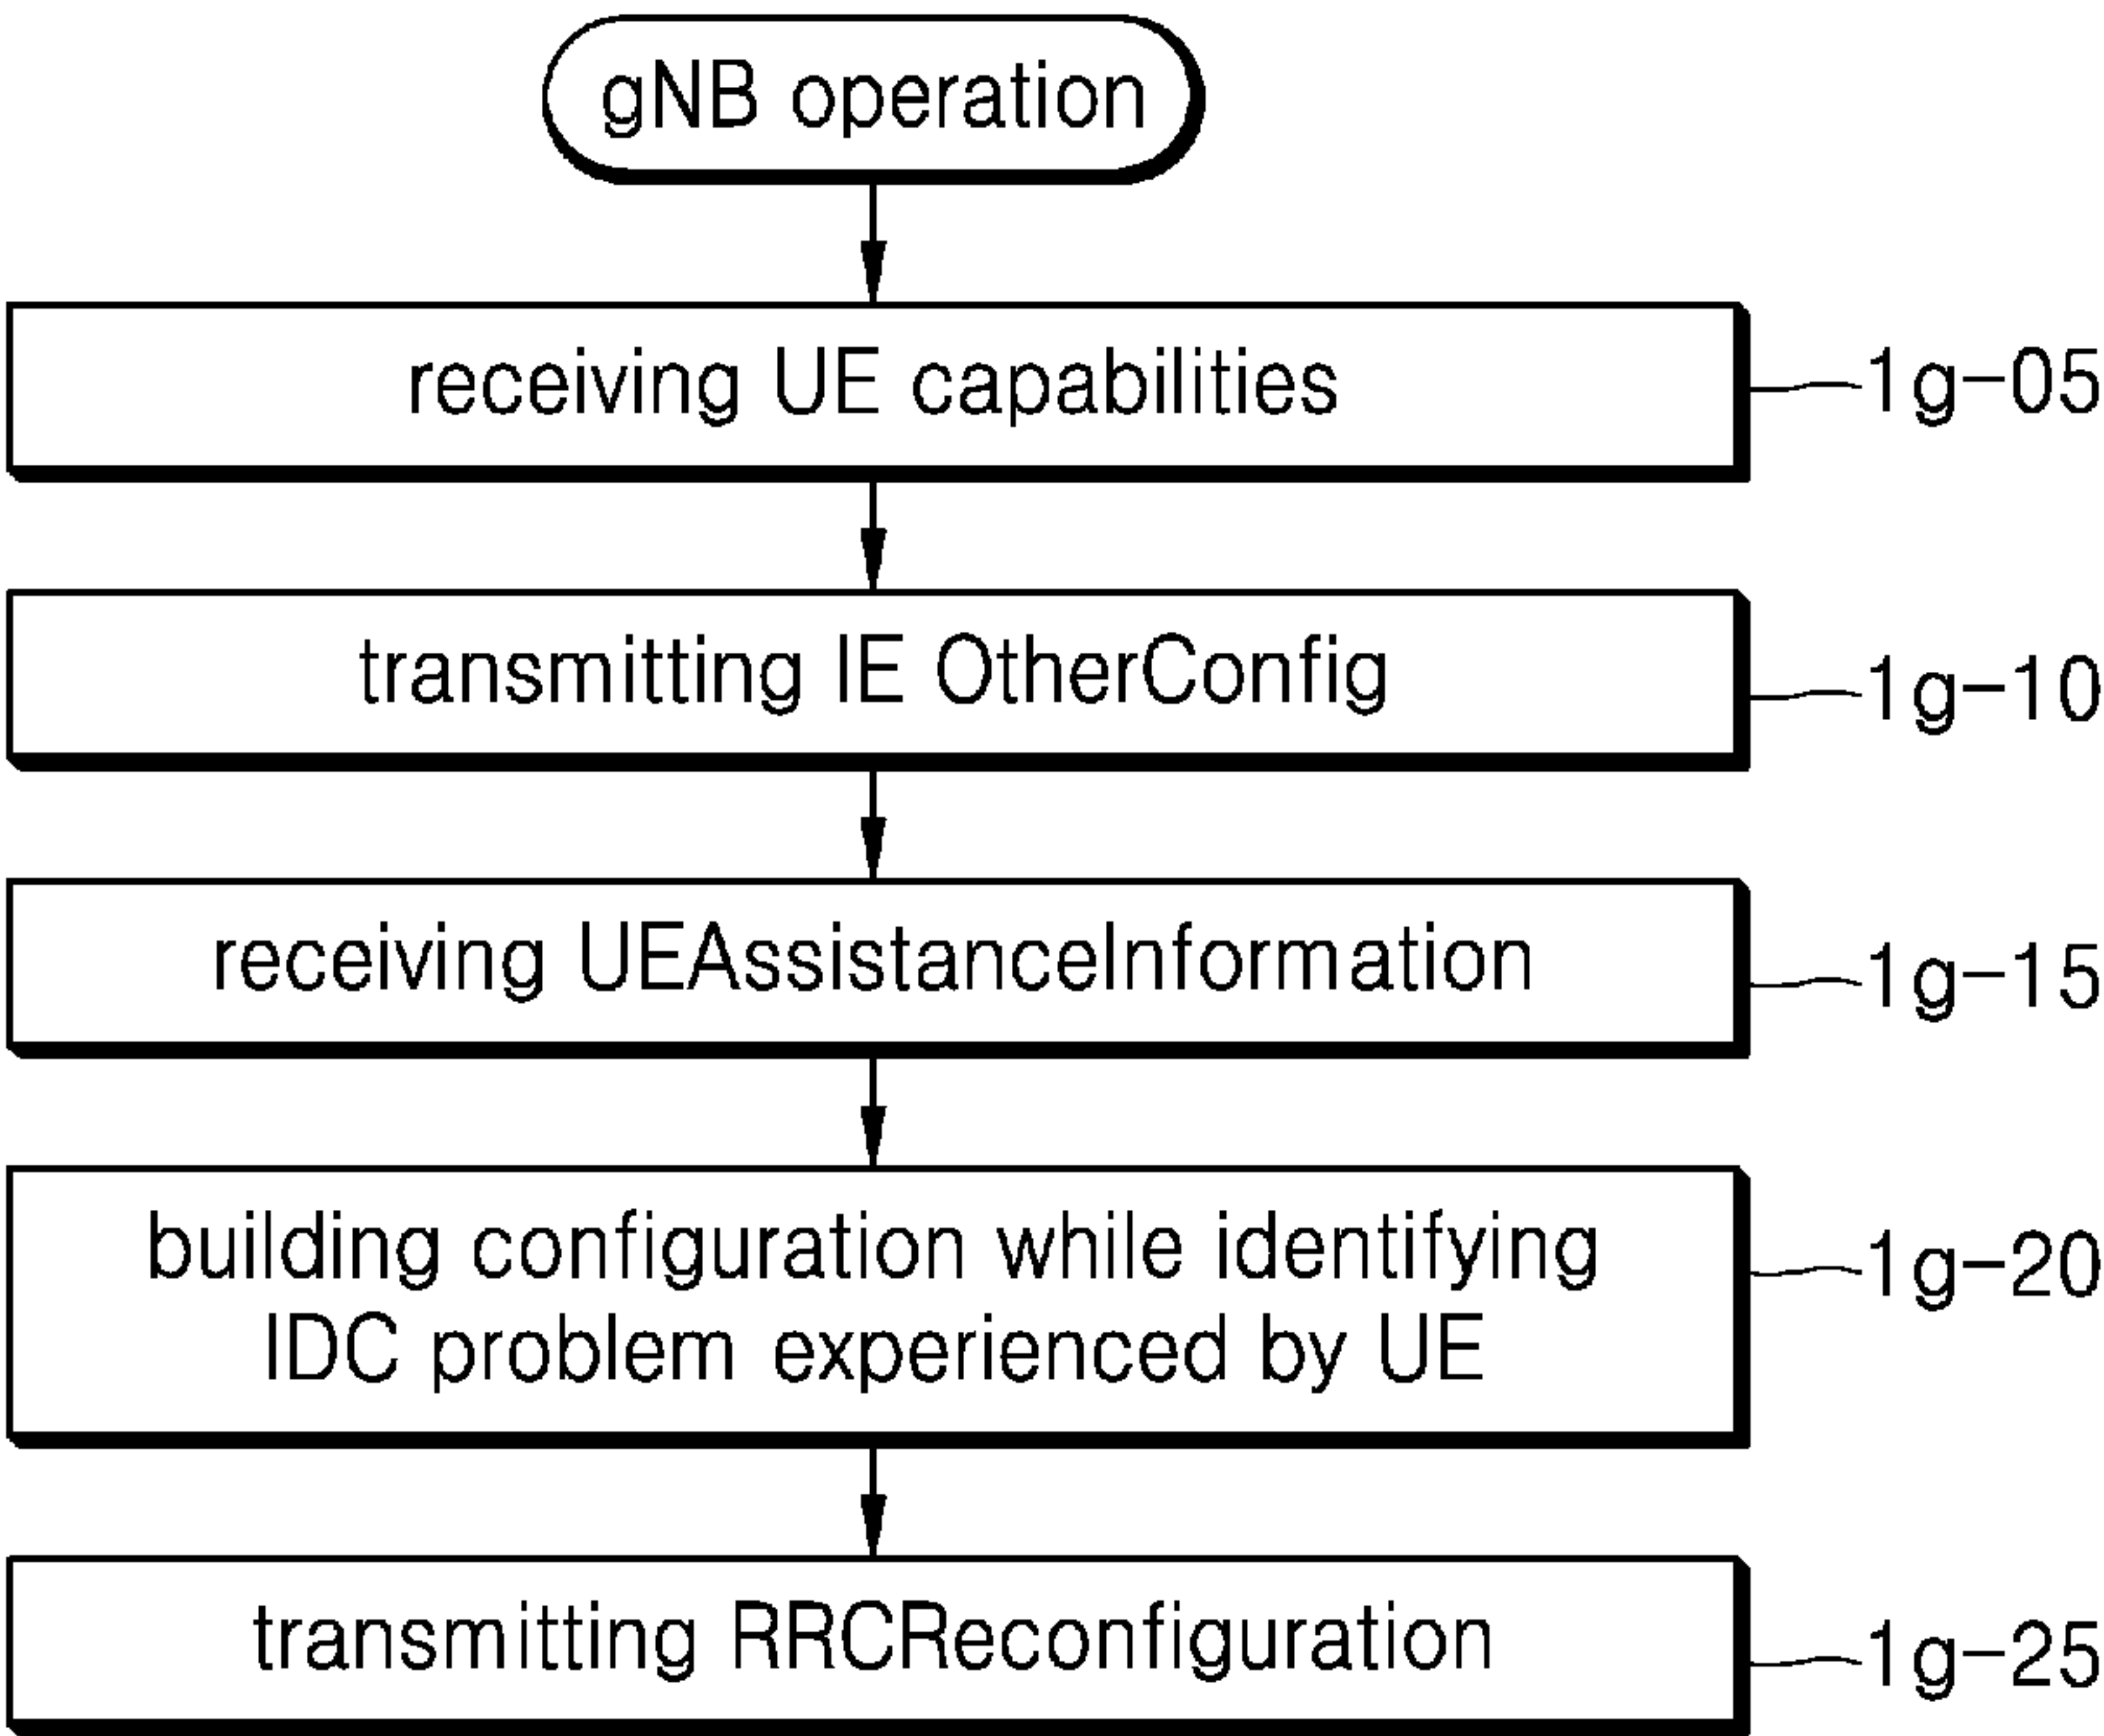 gNB operation
receiving UE capabilities
1g-05
transmitting IE OtherConfig
1g-10
receiving UEAssistanceInformation
1g-15
building configuration while identifying
IDC problem experienced by UE
1g-20
transmitting RRCReconfiguration
1g-25